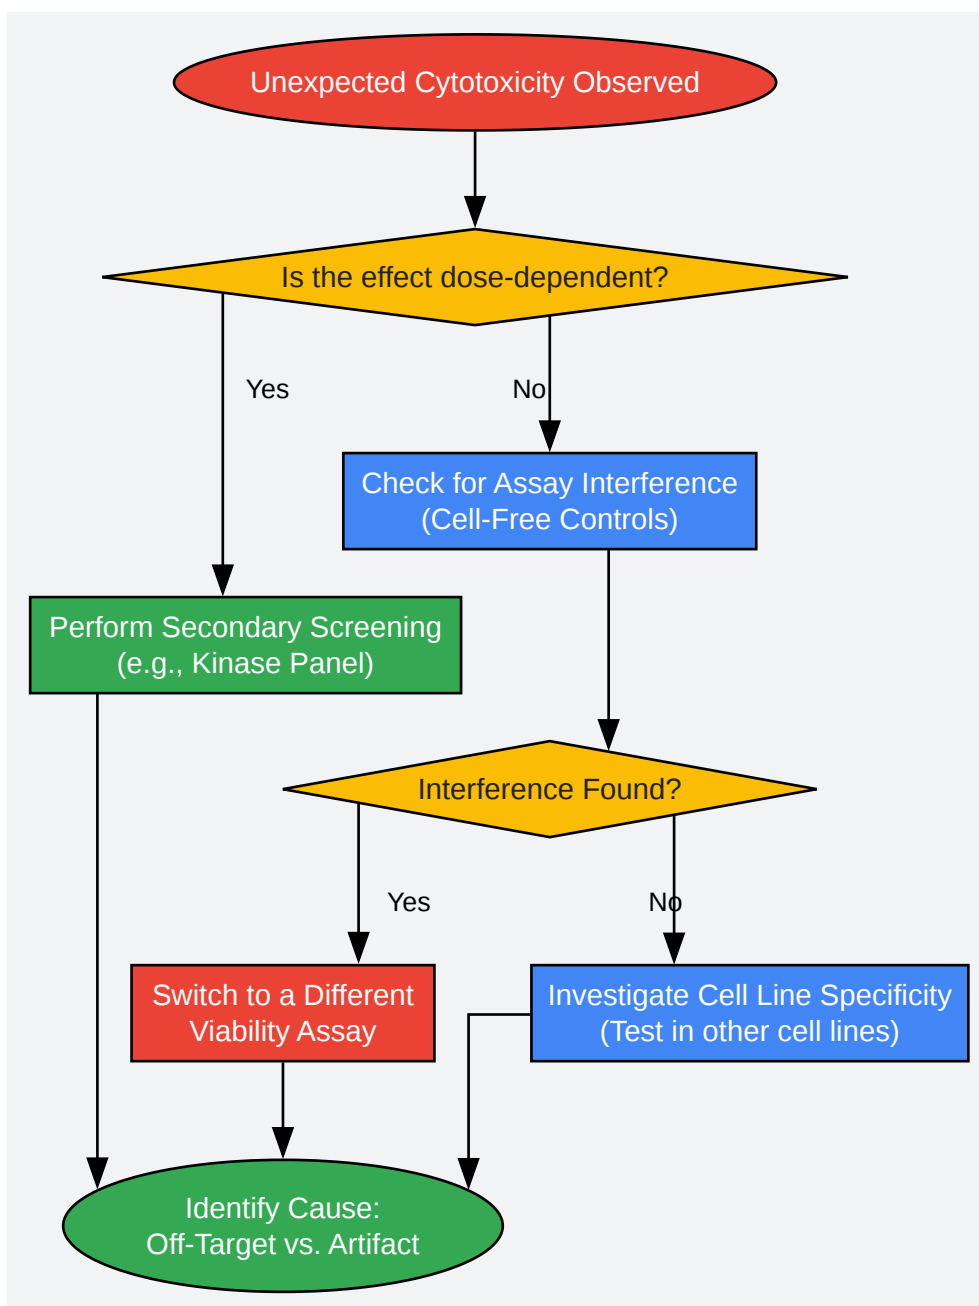 Unexpected Cytotoxicity Observed
Is the effect dose-dependent?
Yes
No
Check for Assay Interference
(Cell-Free Controls)
Perform Secondary Screening
(e.g., Kinase Panel)
Interference Found?
Yes
No
Switch to a Different
Viability Assay
Investigate Cell Line Specificity
(Test in other cell lines)
Identify Cause:
Off-Target vs. Artifact